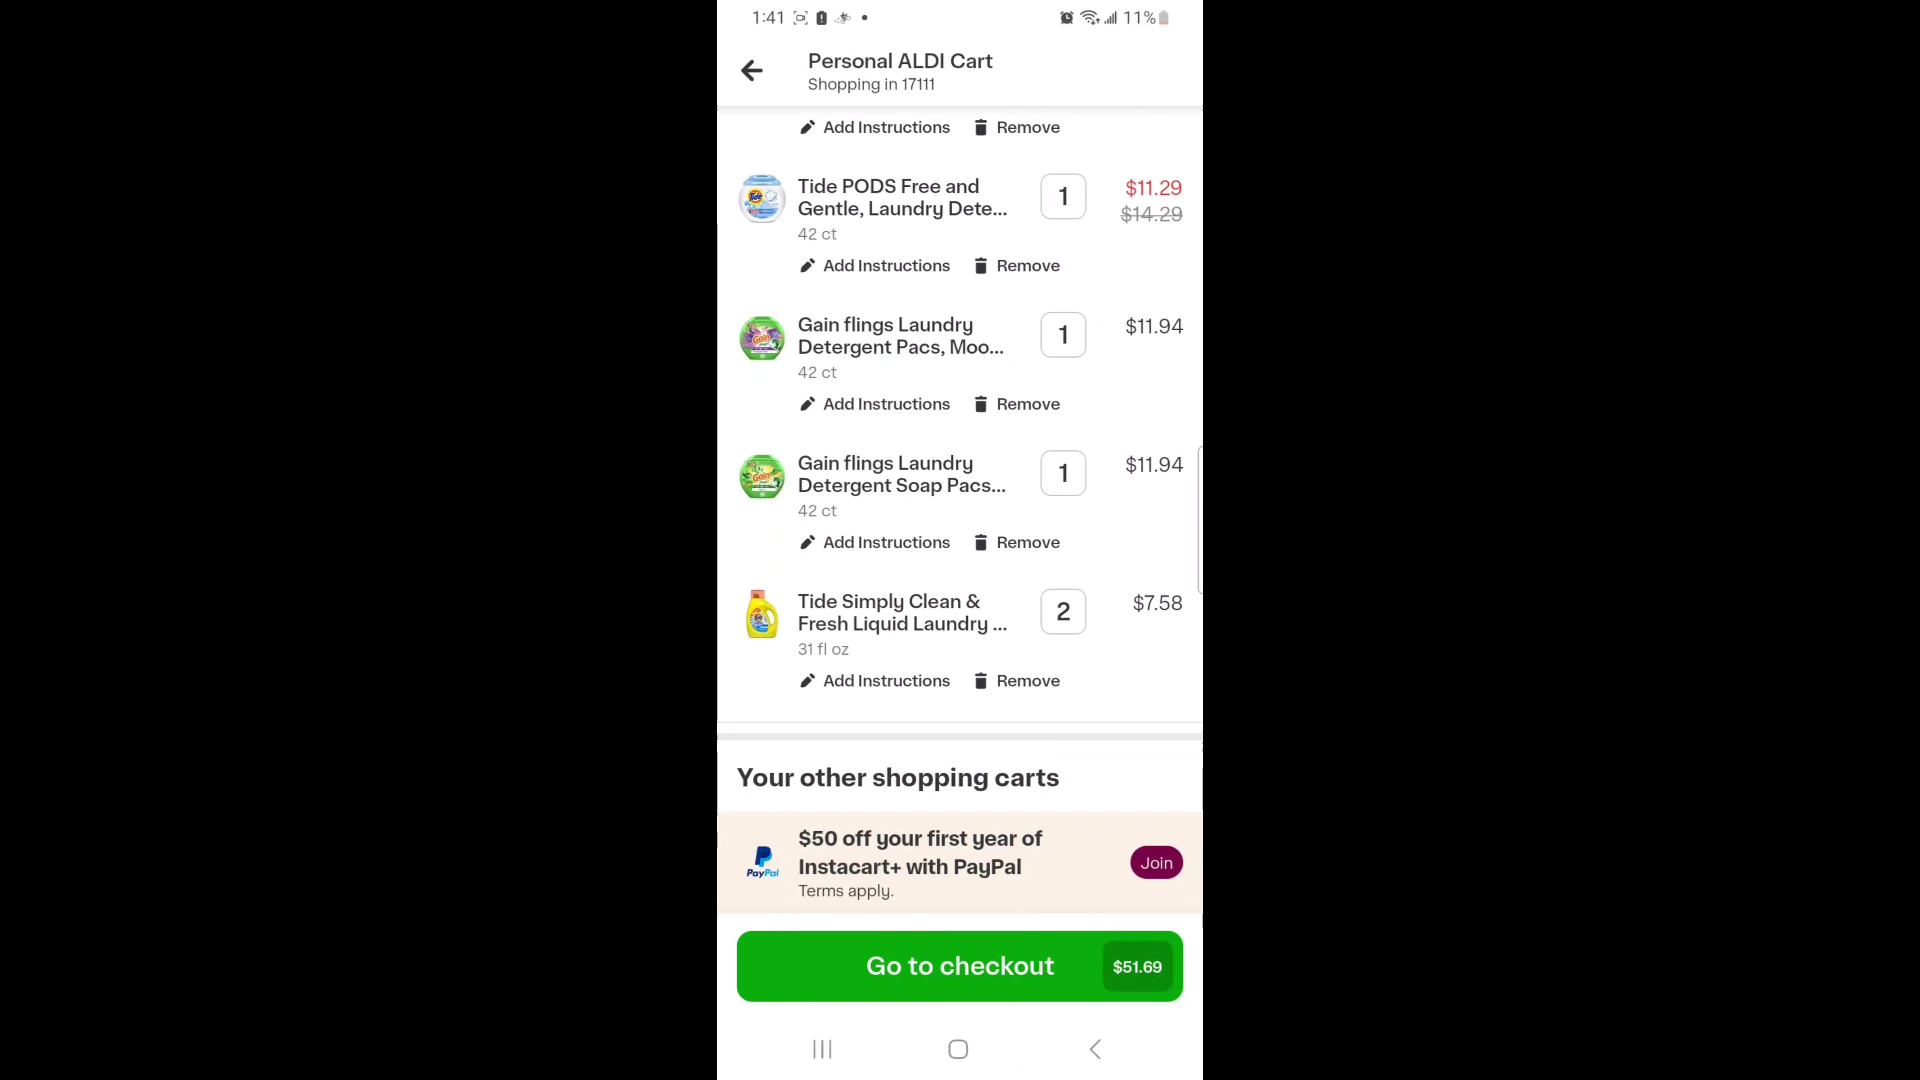 1:41
11%
Personal ALDI Cart
Shopping in 17111
Add Instructions Remove
Tide PODS Free and
Gentle, Laundry Dete...
42 ct
1
$11.29
$14.29
Add Instructions Remove
Gain flings Laundry
Detergent Pacs, Moo...
42 ct
1
$11.94
Add Instructions Remove
Gain flings Laundry
Detergent Soap Pacs...
42 ct
1
$11.94
Add Instructions Remove
Tide Simply Clean &
Fresh Liquid Laundry ...
31 fl oz
2
$7.58
Add Instructions Remove
Your other shopping carts
PayPal
$50 off your first year of
Instacart+ with PayPal
Terms apply.
Join
Go to checkout
$51.69